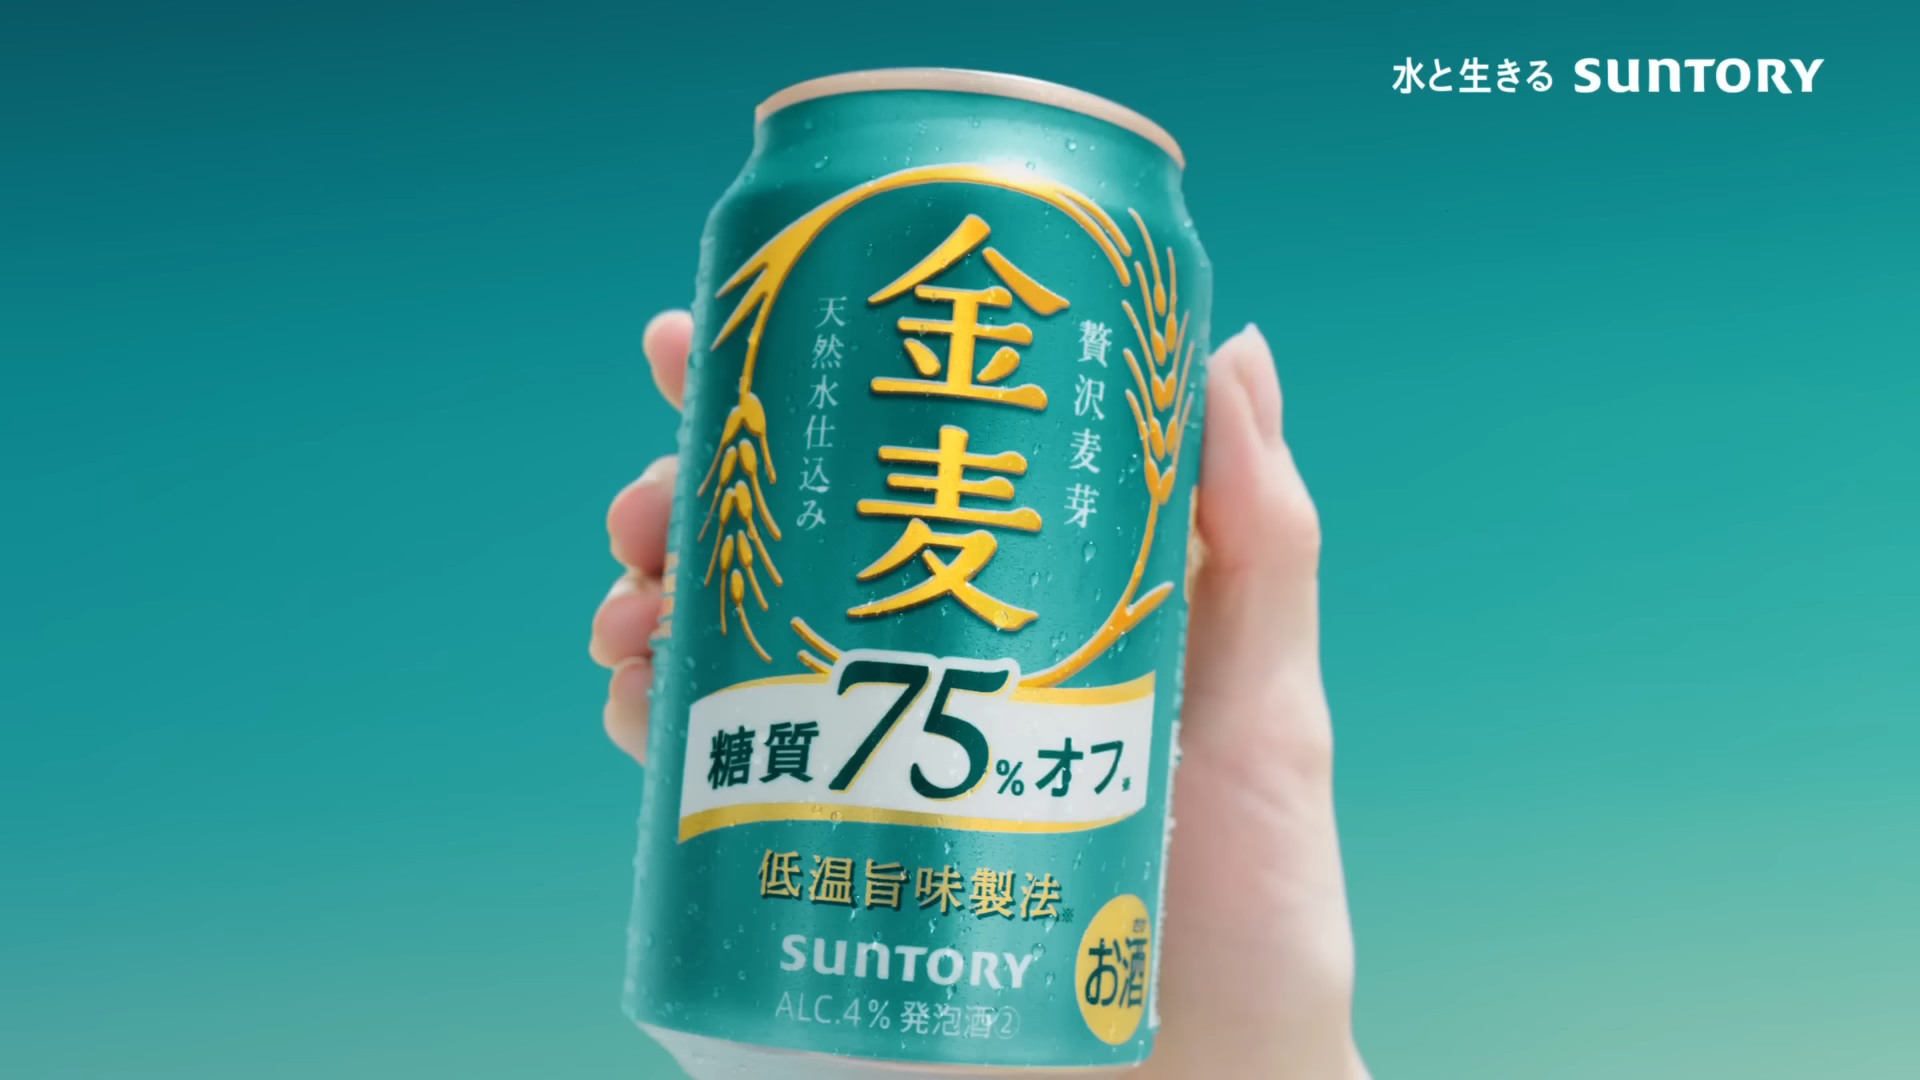 水と生きる SUNTORY
金麦
贅沢麦芽
天然水仕込み
糖質75%オフ※
低温旨味製法※
SUNTORY
お酒
ALC.4% 発泡酒②